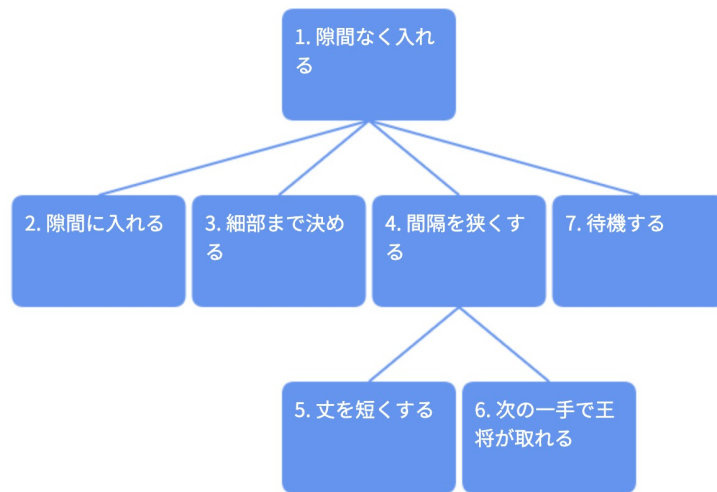 1. 隙間なく入れ
る
2. 隙間に入れる
3. 細部まで決め
る
4. 間隔を狭くす
る
7. 待機する
5. 丈を短くする
6. 次の一手で王
将が取れる